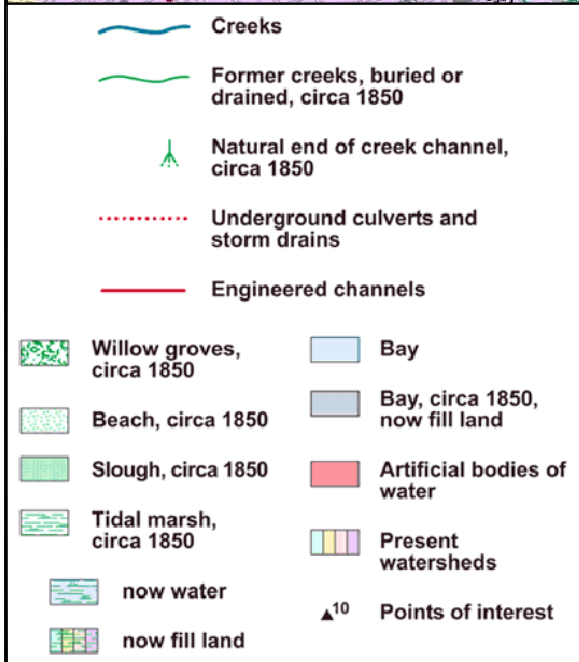 Creeks
Former creeks, buried or
drained, circa 1850
Natural end of creek channel,
circa 1850
Underground culverts and
storm drains
Engineered channels
Willow groves,
circa 1850
Beach, circa 1850
Slough, circa 1850
Tidal marsh,
circa 1850
now water
now fill land
Bay
Bay, circa 1850,
now fill land
Artificial bodies of
water
Present
watersheds
▲10 Points of interest